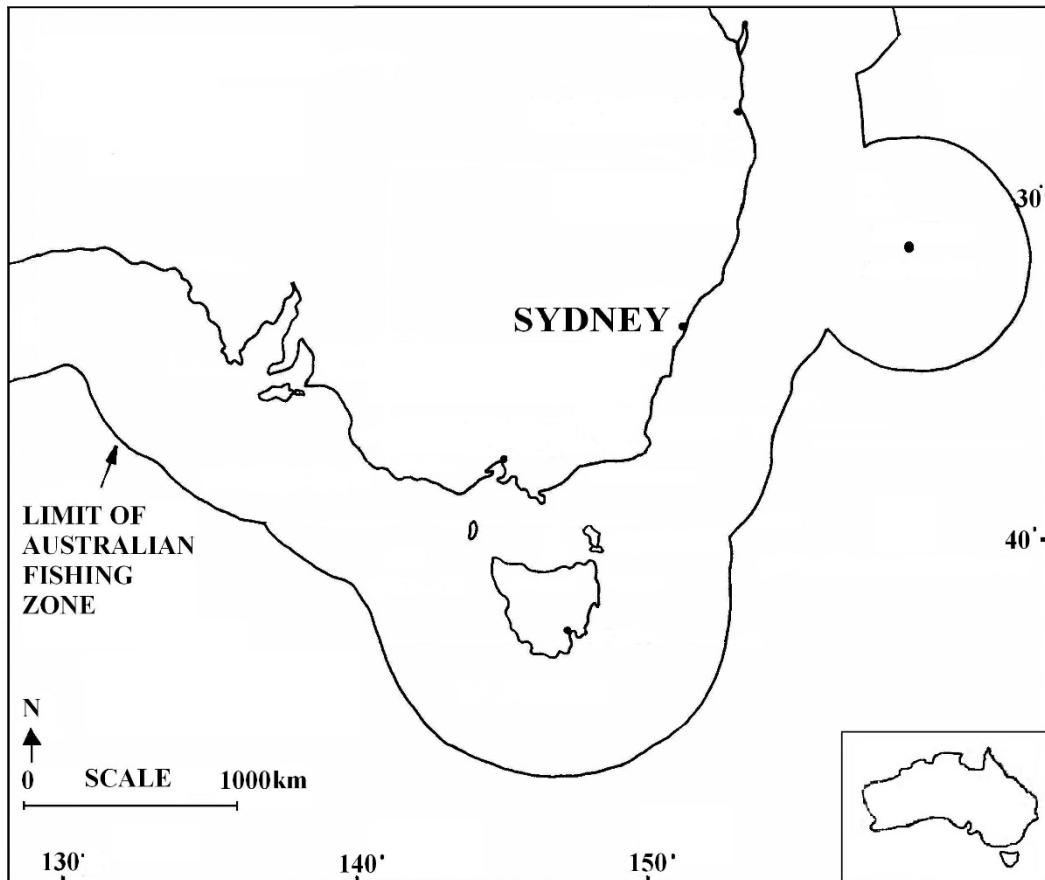 30'
SYDNEY
LIMIT OF
AUSTRALIAN
FISHING
ZONE
40'
N
0 SCALE 1000km
130' 140' 150'